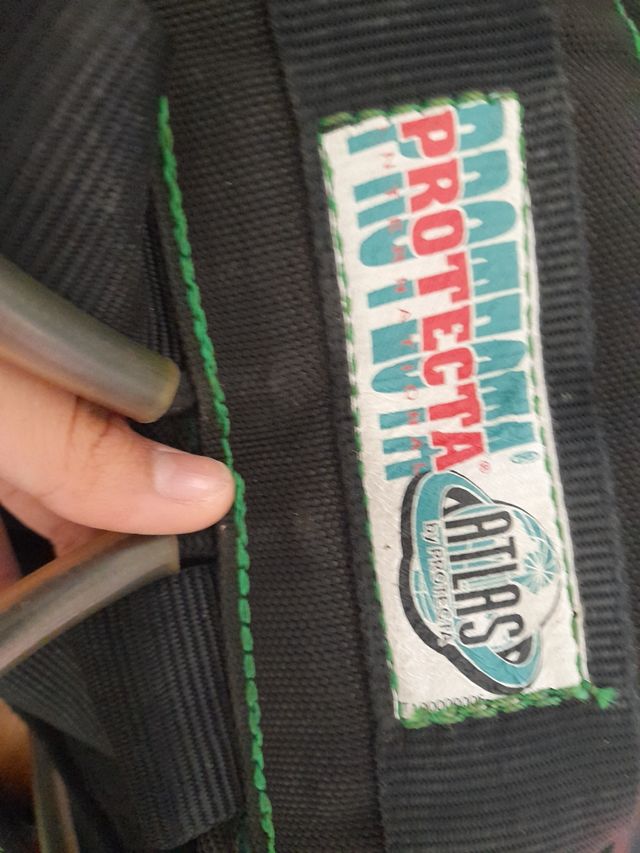 PROTECTA®
INTERNATIONAL
ATLAS
by PROTECTA